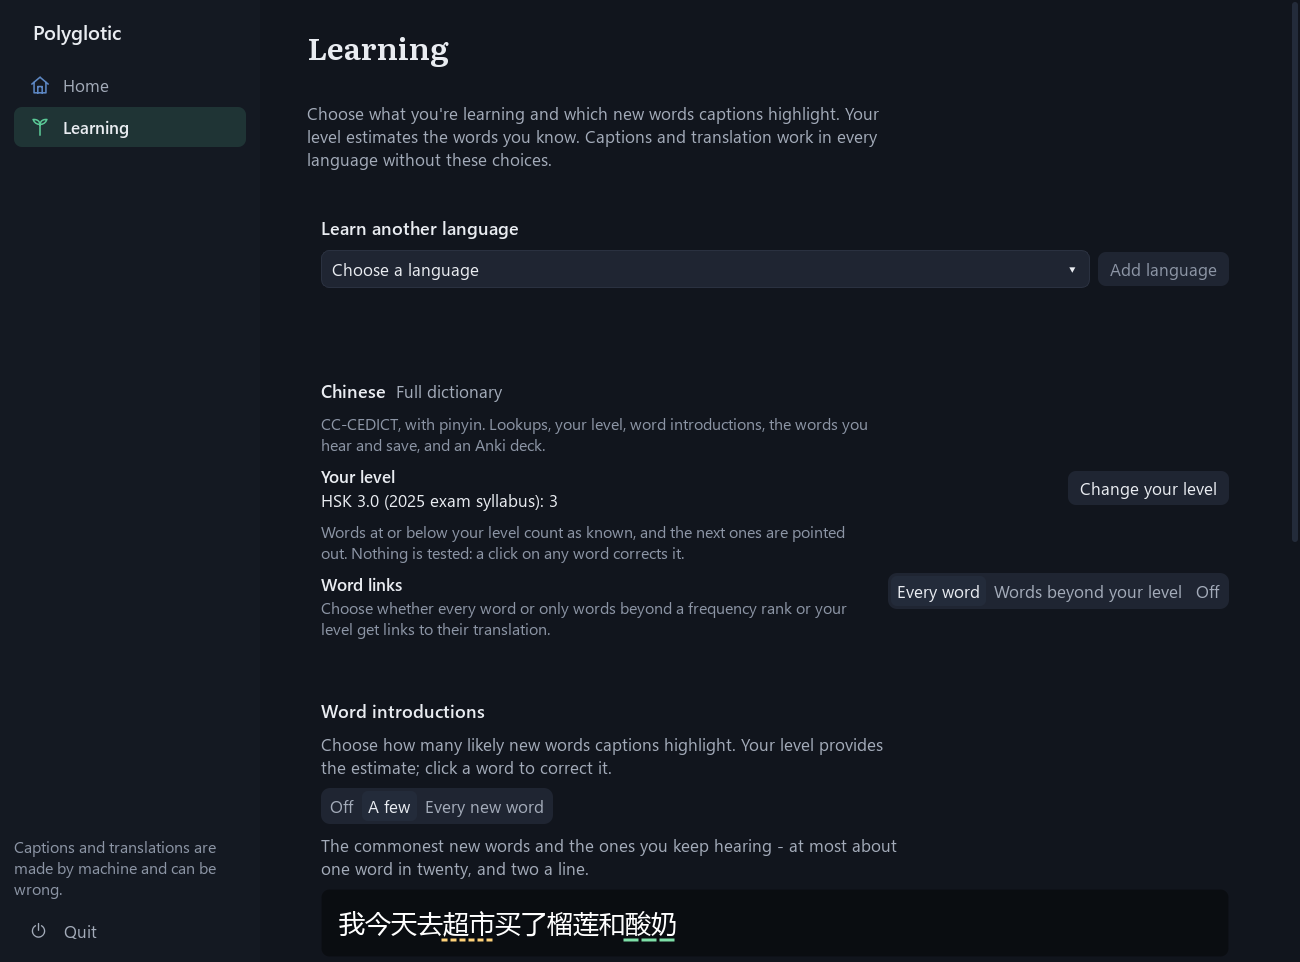 Polyglotic
Home
Learning
Captions and translations are
made by machine and can be
wrong.
Quit
Learning
Choose what you're learning and which new words captions highlight. Your
level estimates the words you know. Captions and translation work in every
language without these choices.
Learn another language
Choose a language
Add language
Chinese Full dictionary
CC-CEDICT, with pinyin. Lookups, your level, word introductions, the words you
hear and save, and an Anki deck.
Your level
HSK 3.0 (2025 exam syllabus): 3
Change your level
Words at or below your level count as known, and the next ones are pointed
out. Nothing is tested: a click on any word corrects it.
Word links
Choose whether every word or only words beyond a frequency rank or your
level get links to their translation.
Every word Words beyond your level Off
Word introductions
Choose how many likely new words captions highlight. Your level provides
the estimate; click a word to correct it.
Off A few Every new word
The commonest new words and the ones you keep hearing - at most about
one word in twenty, and two a line.
我今天去超市买了榴莲和酸奶